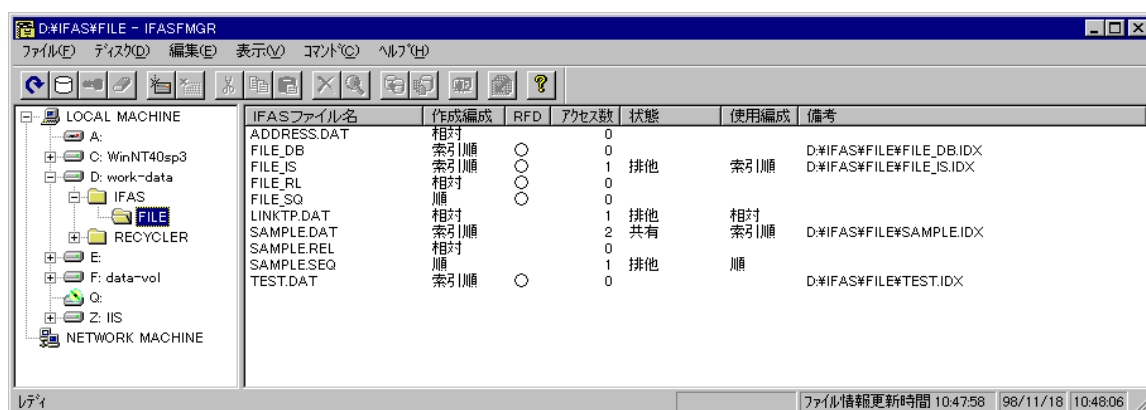 D:¥IFAS¥FILE - IFASFMGR
ファイル(F) ディスク(D) 編集(E) 表示(V) コマンド(C) ヘルプ(H)
LOCAL MACHINE
A:
C: WinNT40sp3
D: work-data
IFAS
FILE
RECYCLER
E:
F: data-vol
Q:
Z: IIS
NETWORK MACHINE
IFASファイル名 作成編成 RFD アクセス数 状態 使用編成 備考
ADDRESS.DAT 相対 0
FILE_DB 索引順 ○ 0 D:¥IFAS¥FILE¥FILE_DB.IDX
FILE_IS 索引順 ○ 1 排他 索引順 D:¥IFAS¥FILE¥FILE_IS.IDX
FILE_RL 相対 ○ 0
FILE_SQ 順 ○ 0
LINKTP.DAT 相対 1 排他 相対
SAMPLE.DAT 索引順 2 共有 索引順 D:¥IFAS¥FILE¥SAMPLE.IDX
SAMPLE.REL 相対 0
SAMPLE.SEQ 順 1 排他 順
TEST.DAT 索引順 ○ 0 D:¥IFAS¥FILE¥TEST.IDX
レディ ファイル情報更新時間 10:47:58 98/11/18 10:48:06